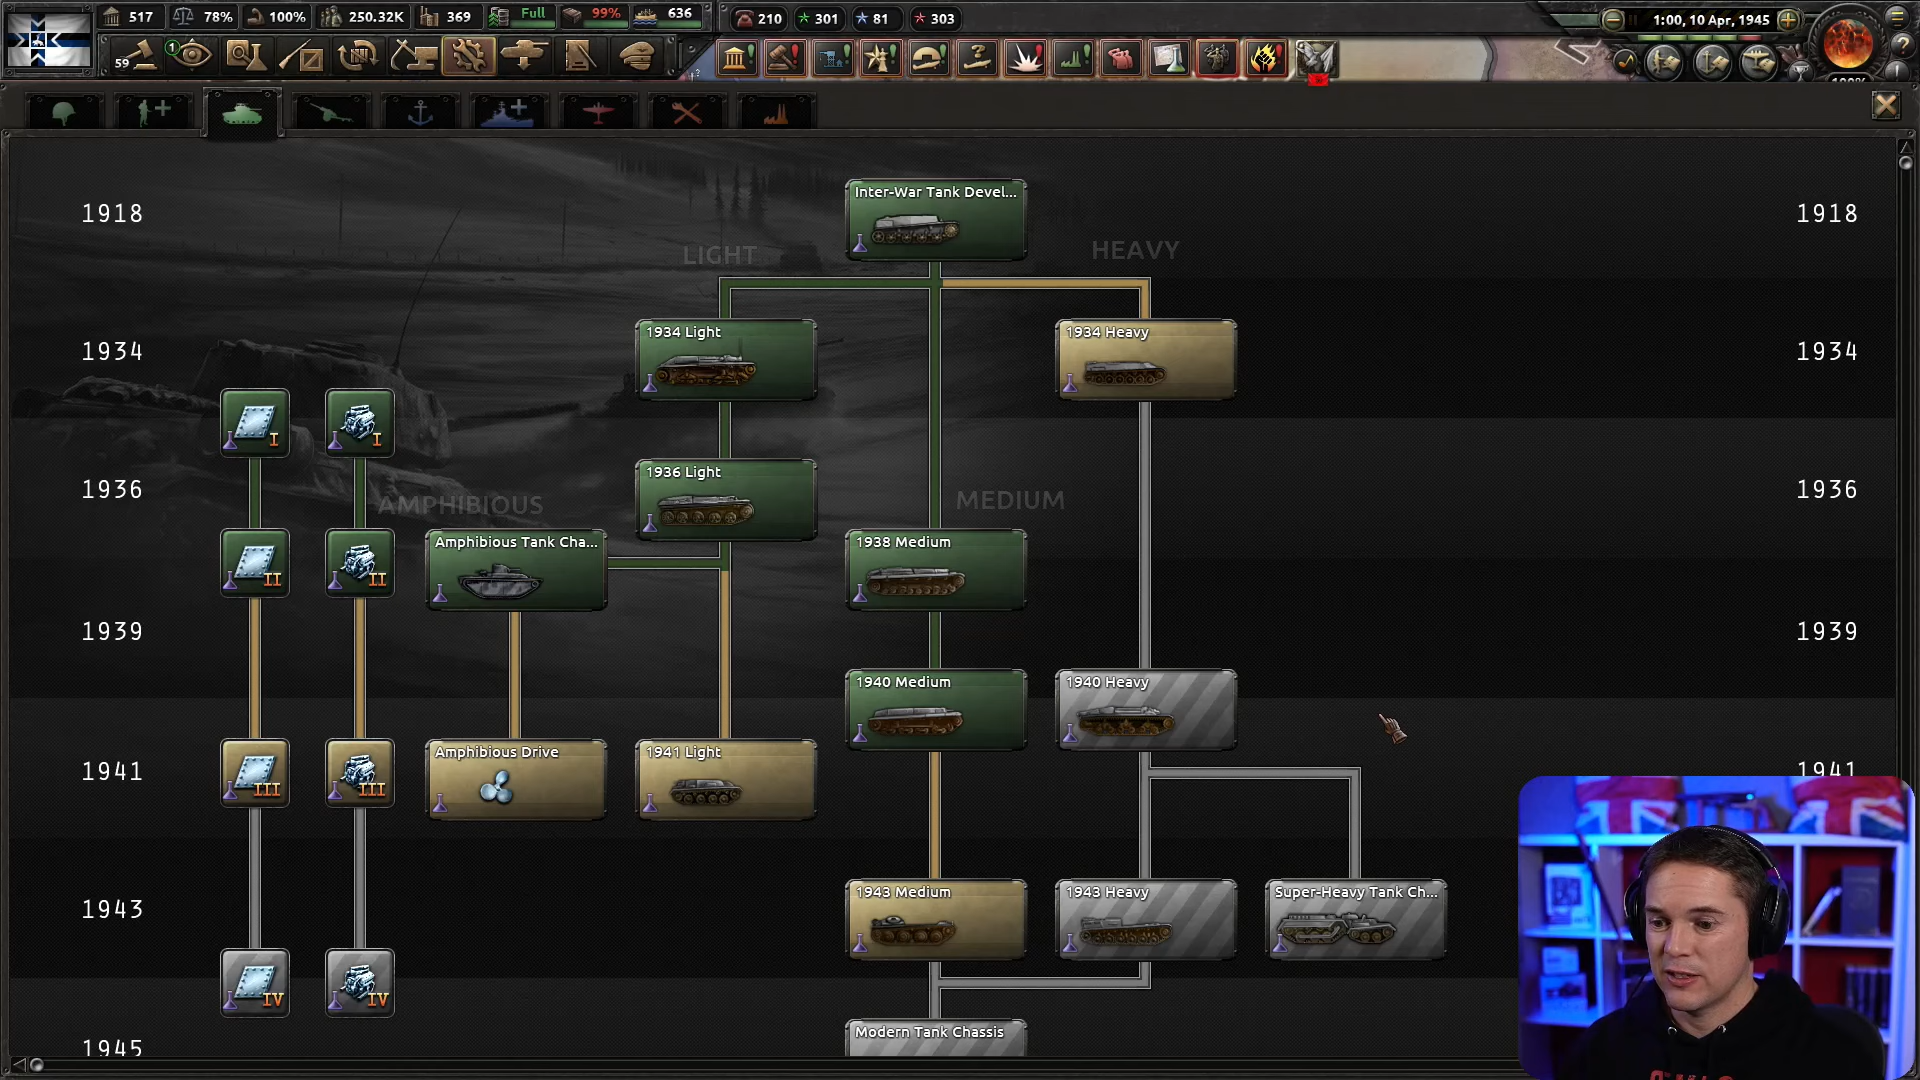 517 78% 100% 250.32K 369 Full 99% 636 210 301 81 303 1:00, 10 Apr, 1945
59 1
100%
1918 Inter-War Tank Devel... 1918
LIGHT HEAVY
1934 1934 Light 1934 Heavy 1934
I I
1936 1936 Light 1936
AMPHIBIOUS MEDIUM
II II Amphibious Tank Cha... 1938 Medium
1939 1939
1940 Medium 1940 Heavy
1941 III III Amphibious Drive 1941 Light 1941
1943 1943 Medium 1943 Heavy Super-Heavy Tank Ch...
IV IV
1945 Modern Tank Chassis